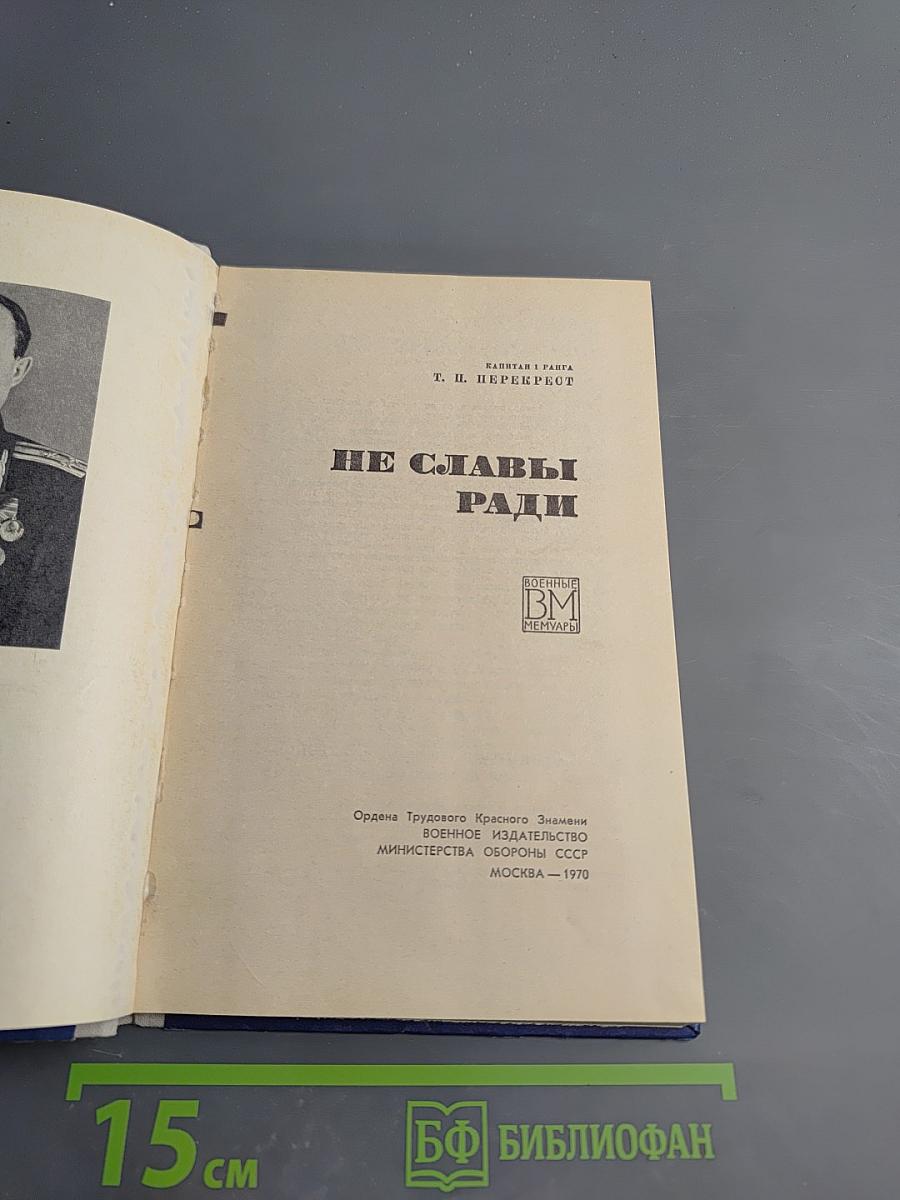 КАПИТАН 1 РАНГА
Т. П. ПЕРЕКРЕСТ
НЕ СЛАВЫ
РАДИ
ВОЕННЫЕ
ВМ
МЕМУАРЫ
Ордена Трудового Красного Знамени
ВОЕННОЕ ИЗДАТЕЛЬСТВО
МИНИСТЕРСТВА ОБОРОНЫ СССР
МОСКВА — 1970
15 СМ
БФ БИБЛИОФАН